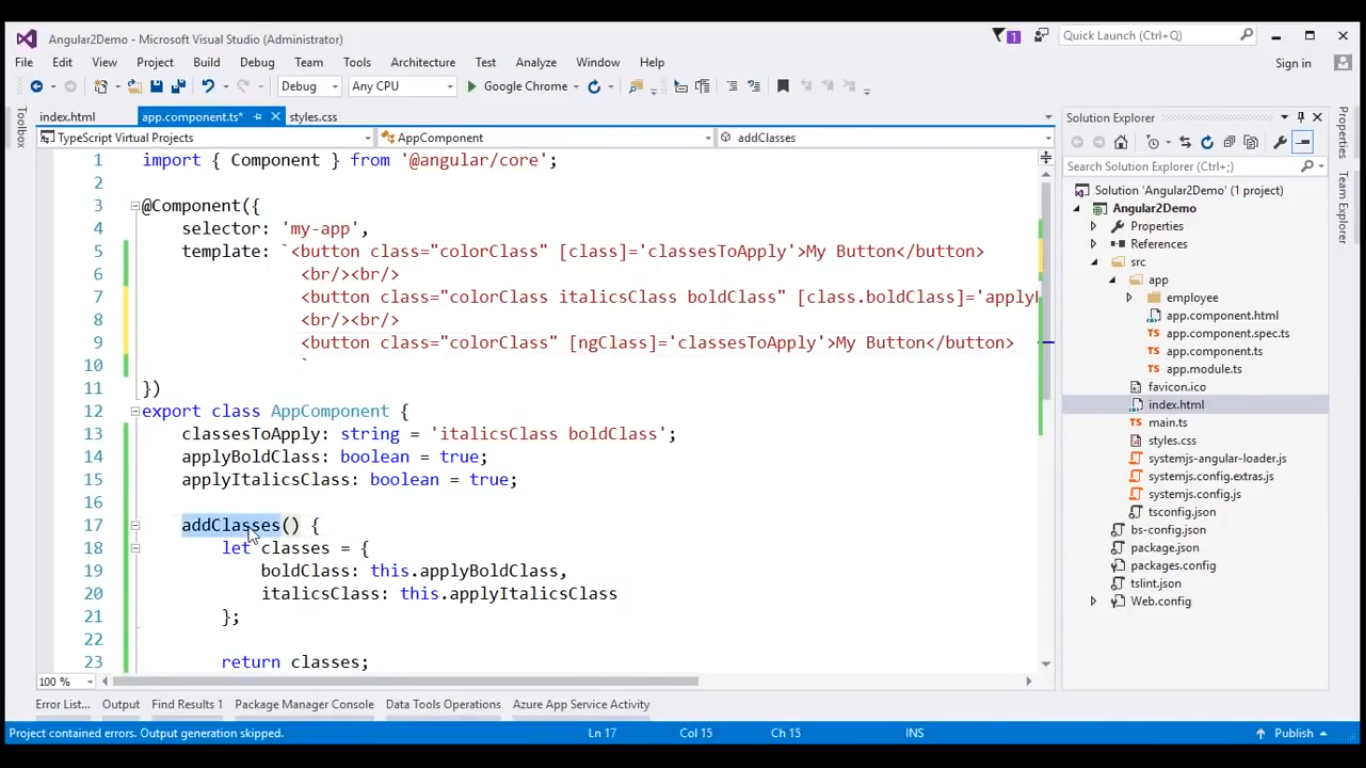 Angular2Demo - Microsoft Visual Studio (Administrator)
1
Quick Launch (Ctrl+Q)
File Edit View Project Build Debug Team Tools Architecture Test Analyze Window Help
Sign in
Debug Any CPU Google Chrome
Toolbox
index.html app.component.ts* styles.css
TypeScript Virtual Projects AppComponent addClasses
1 import { Component } from '@angular/core';
2
3 @Component({
4 selector: 'my-app',
5 template: `<button class="colorClass" [class]='classesToApply'>My Button</button>
6 <br/><br/>
7 <button class="colorClass italicsClass boldClass" [class.boldClass]='apply
8 <br/><br/>
9 <button class="colorClass" [ngClass]='classesToApply'>My Button</button>
10 `
11 })
12 export class AppComponent {
13 classesToApply: string = 'italicsClass boldClass';
14 applyBoldClass: boolean = true;
15 applyItalicsClass: boolean = true;
16
17 addClasses() {
18 let classes = {
19 boldClass: this.applyBoldClass,
20 italicsClass: this.applyItalicsClass
21 };
22
23 return classes;
100 %
Solution Explorer
Search Solution Explorer (Ctrl+;)
Solution 'Angular2Demo' (1 project)
Angular2Demo
Properties
References
src
app
employee
app.component.html
app.component.spec.ts
app.component.ts
app.module.ts
favicon.ico
index.html
main.ts
styles.css
systemjs-angular-loader.js
systemjs.config.extras.js
systemjs.config.js
tsconfig.json
bs-config.json
package.json
packages.config
tslint.json
Web.config
Properties
Team Explorer
Error List... Output Find Results 1 Package Manager Console Data Tools Operations Azure App Service Activity
Project contained errors. Output generation skipped. Ln 17 Col 15 Ch 15 INS Publish